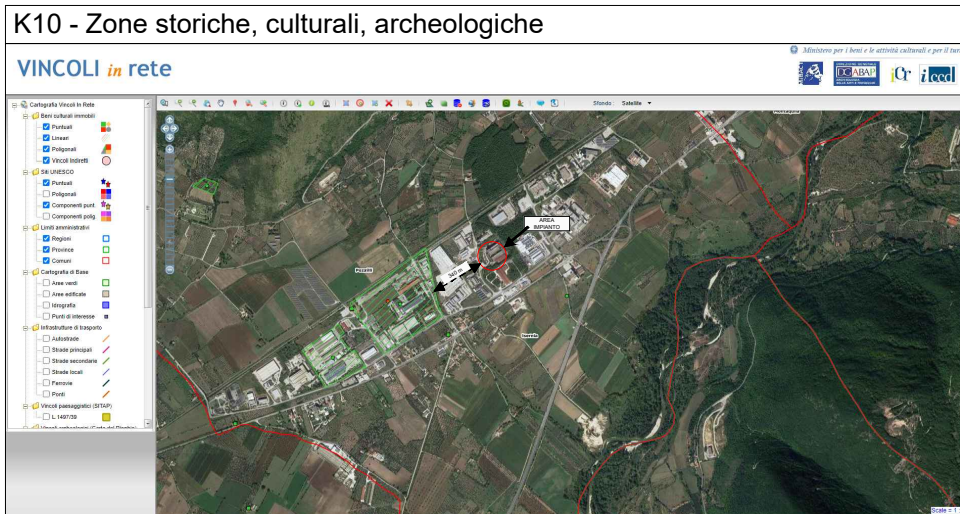 K10 - Zone storiche, culturali, archeologiche
Ministero per i beni e le attività culturali e per il tur
VINCOLI in rete
DGABAP
iCr
iccd
Sfondo: Satellite
Cartografia Vincoli In Rete
Beni culturali immobili
Puntuali
Lineari
Poligonali
Vincoli Indiretti
Siti UNESCO
Puntuali
Poligonali
Componenti punt.
Componenti polig
Limiti amministrativi
Regioni
Province
Comuni
Cartografia di Base
Aree verdi
Aree edificate
Idrografia
Punti di interesse
Infrastrutture di trasporto
Autostrade
Strade principali
Strade secondarie
Strade locali
Ferrovie
Ponti
Vincoli paesaggistici (SITAP)
L. 1497/39
AREA
IMPIANTO
340 m
Pozzilli
Scale = 1